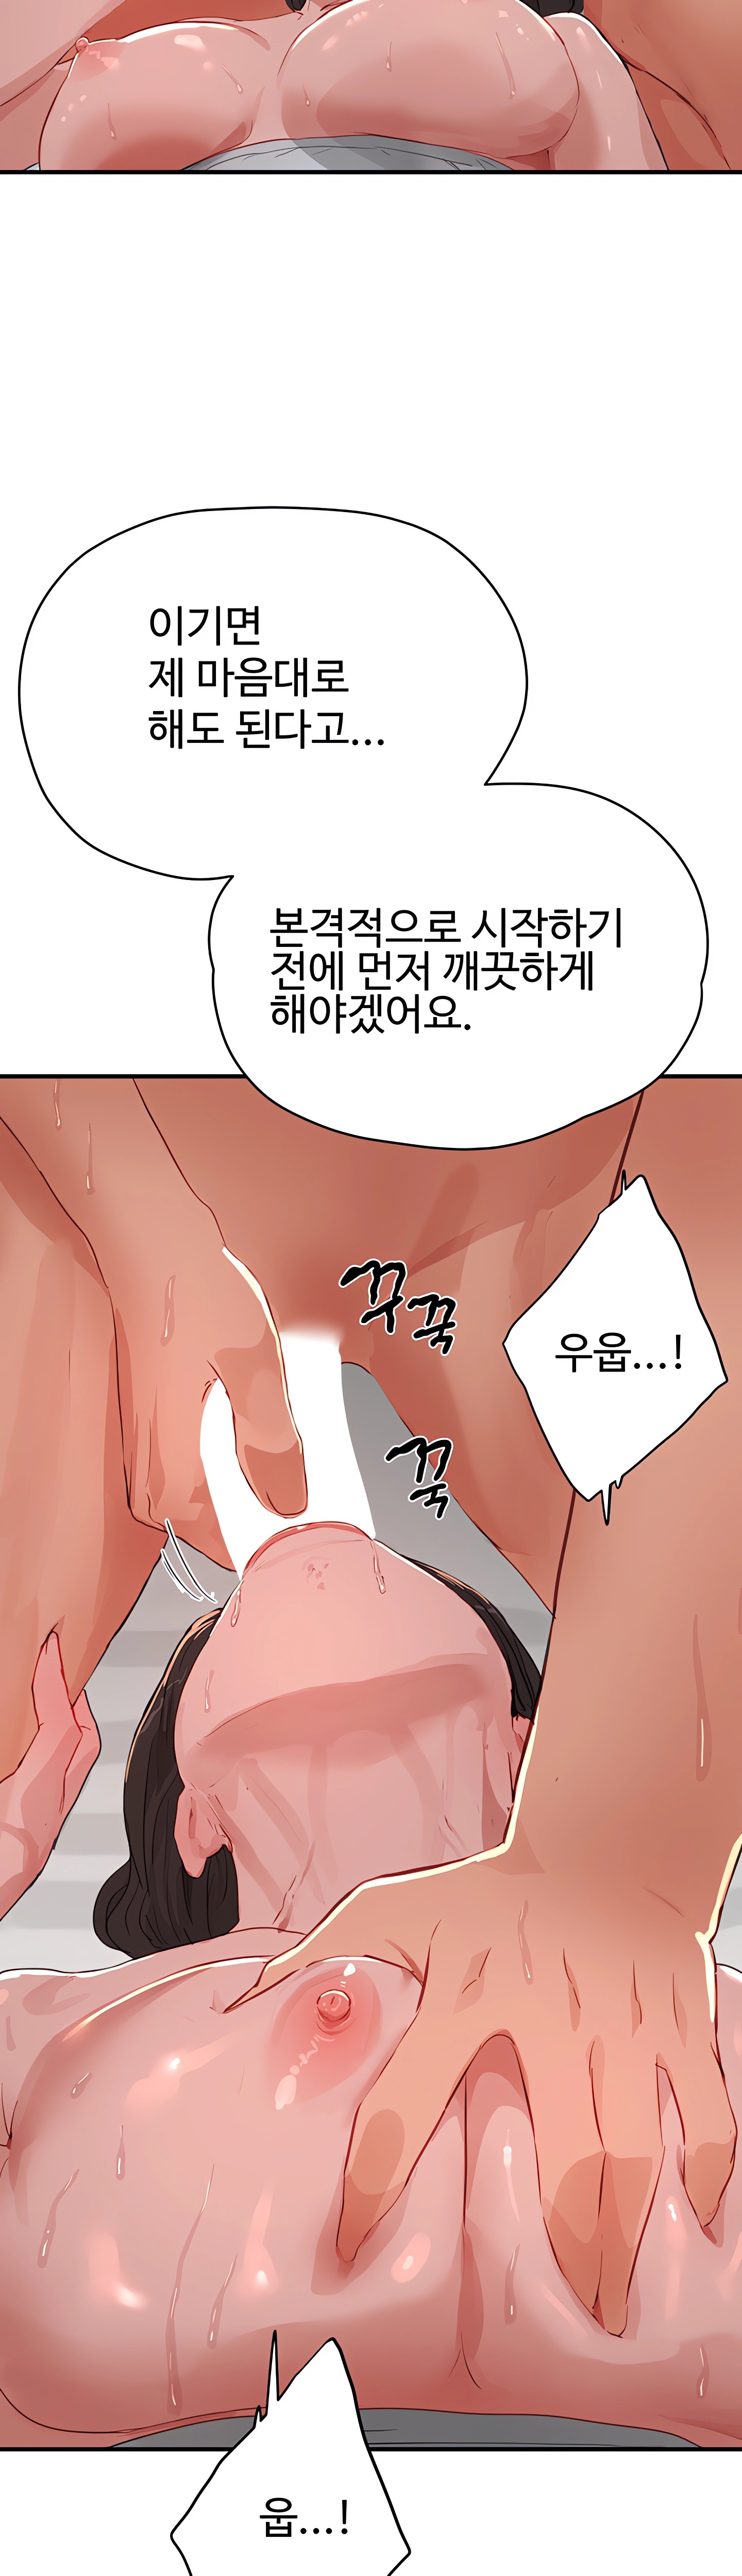 이기면
제 마음대로
해도 된다고...
본격적으로 시작하기
전에 먼저 깨끗하게
해야겠어요.
꾸꾹
우웁...!
꾹
웁...!